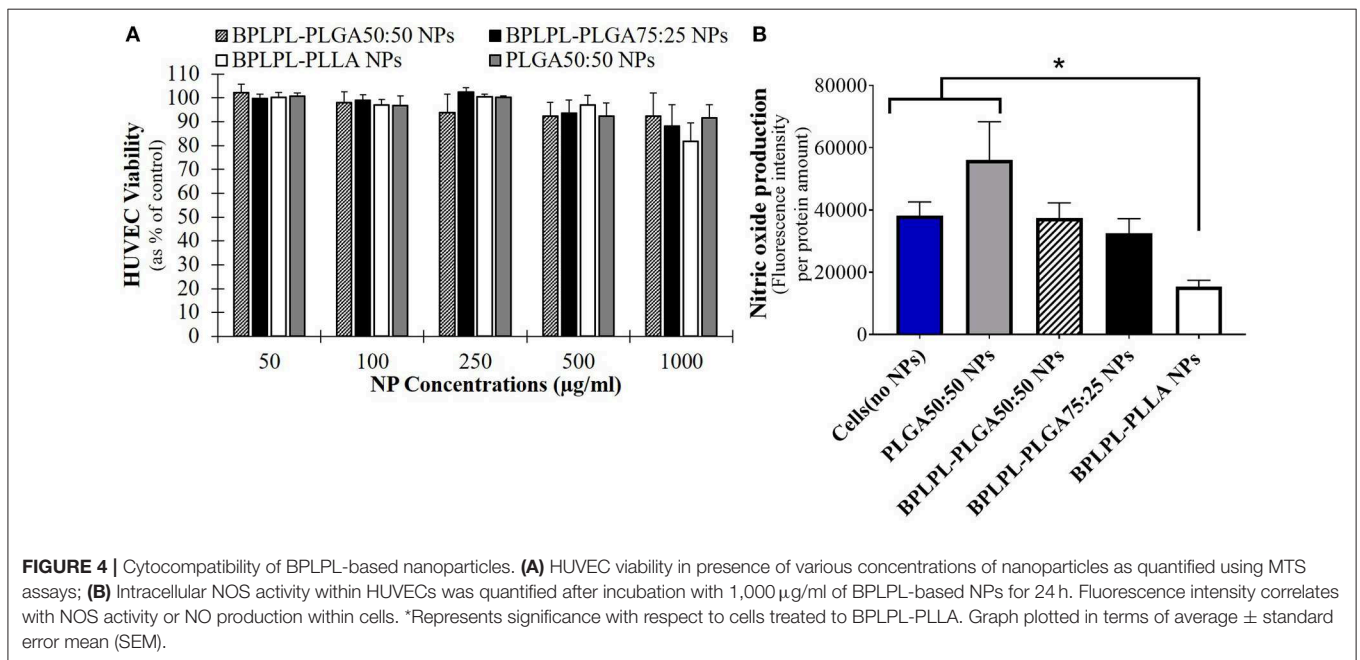 A
BPLPL-PLGA50:50 NPs
BPLPL-PLGA75:25 NPs
BPLPL-PLLA NPs
PLGA50:50 NPs
HUVEC Viability
(as % of control)
110
100
90
80
70
60
50
40
30
20
10
0
50 100 250 500 1000
NP Concentrations (µg/ml)
B
*
Nitric oxide production
(Fluorescence intensity
per protein amount)
80000
60000
40000
20000
0
Cells(no NPs)
PLGA50:50 NPs
BPLPL-PLGA50:50 NPs
BPLPL-PLGA75:25 NPs
BPLPL-PLLA NPs
FIGURE 4 | Cytocompatibility of BPLPL-based nanoparticles. (A) HUVEC viability in presence of various concentrations of nanoparticles as quantified using MTS
assays; (B) Intracellular NOS activity within HUVECs was quantified after incubation with 1,000 µg/ml of BPLPL-based NPs for 24 h. Fluorescence intensity correlates
with NOS activity or NO production within cells. *Represents significance with respect to cells treated to BPLPL-PLLA. Graph plotted in terms of average ± standard
error mean (SEM).